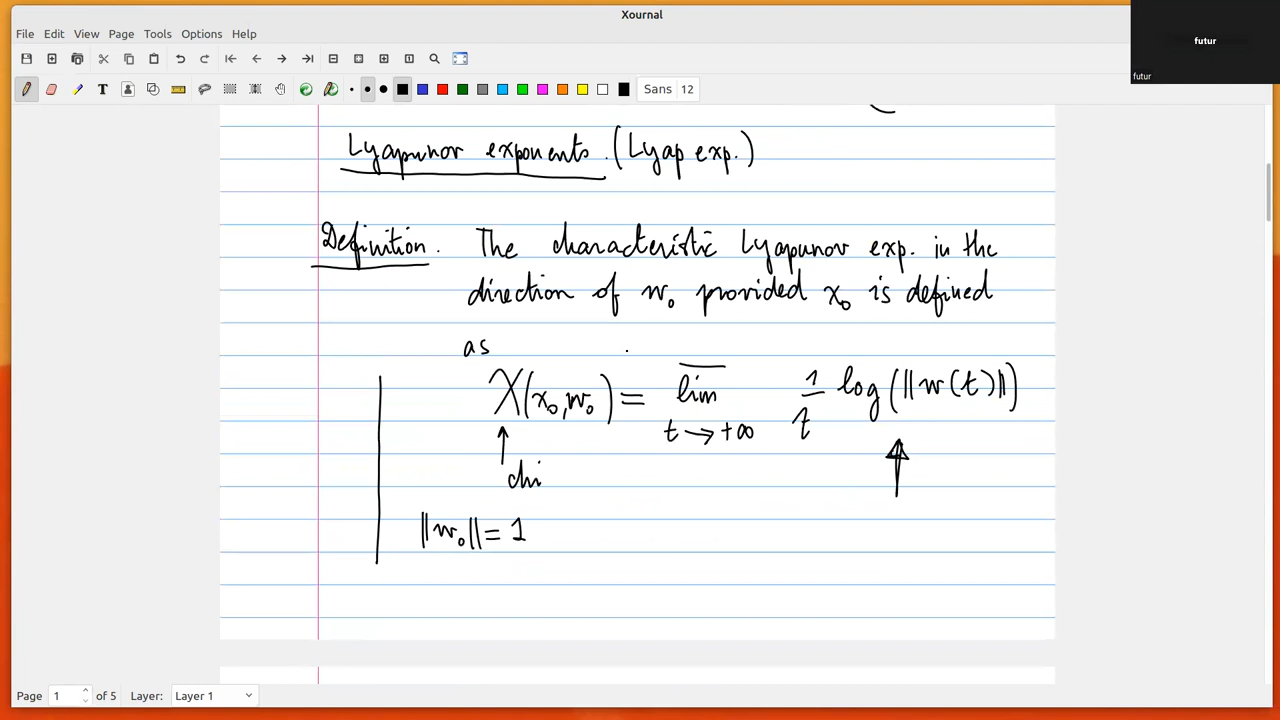 Xournal
futur
futur
File Edit View Page Tools Options Help
Sans 12
Lyapunov exponents. (Lyap exp.)
Definition. The characteristic Lyapunov exp. in the
direction of w₀ provided x₀ is defined
as
χ(x₀,w₀) = \overline{lim}_{t→+∞} 1/t log(‖w(t)‖)
chi
‖w₀‖ = 1
Page 1 of 5 Layer: Layer 1